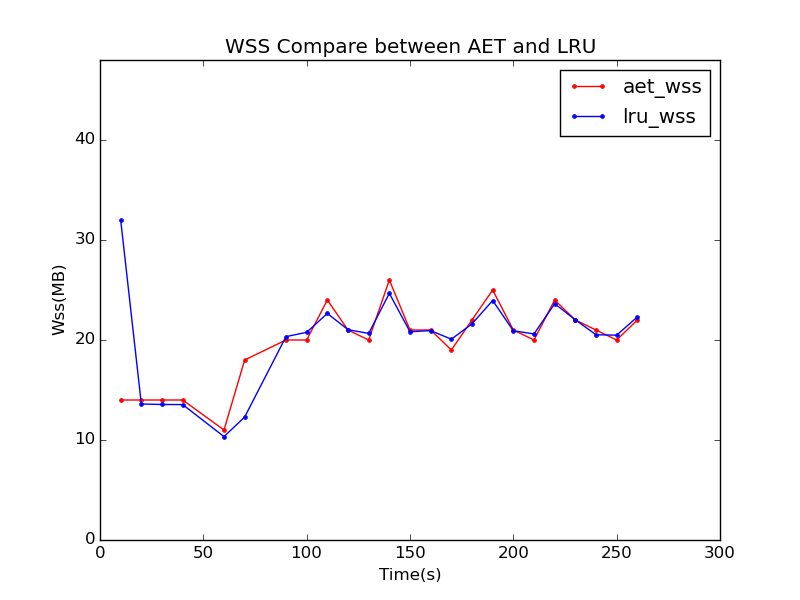 WSS Compare between AET and LRU
aet_wss
lru_wss
40
30
20
10
0
Wss(MB)
0 50 100 150 200 250 300
Time(s)